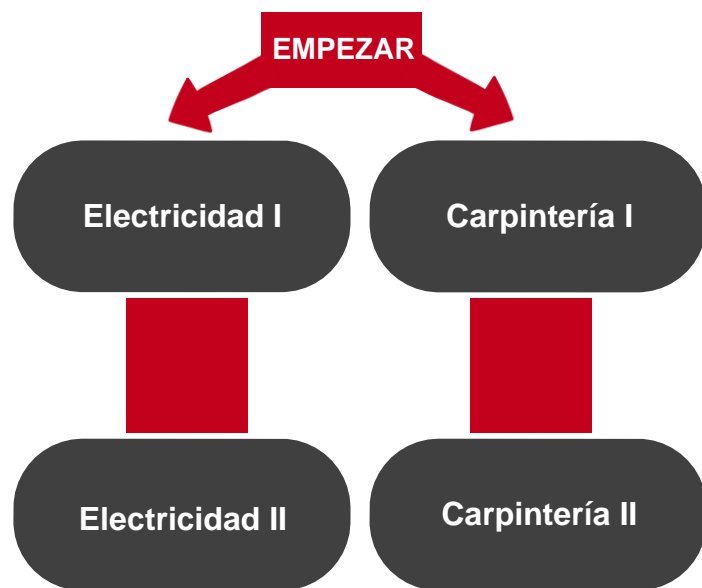 EMPEZAR
Electricidad I
Carpintería I
Electricidad II
Carpintería II